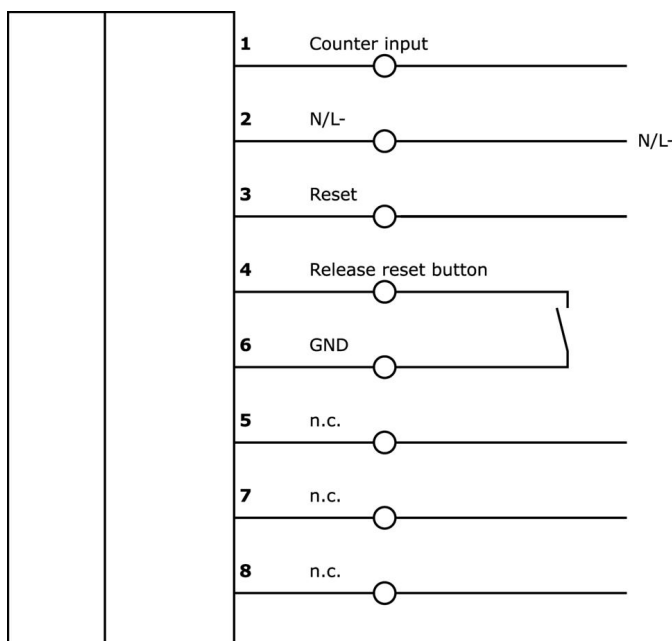 1 Counter input
2 N/L-
N/L-
3 Reset
4 Release reset button
6 GND
5 n.c.
7 n.c.
8 n.c.